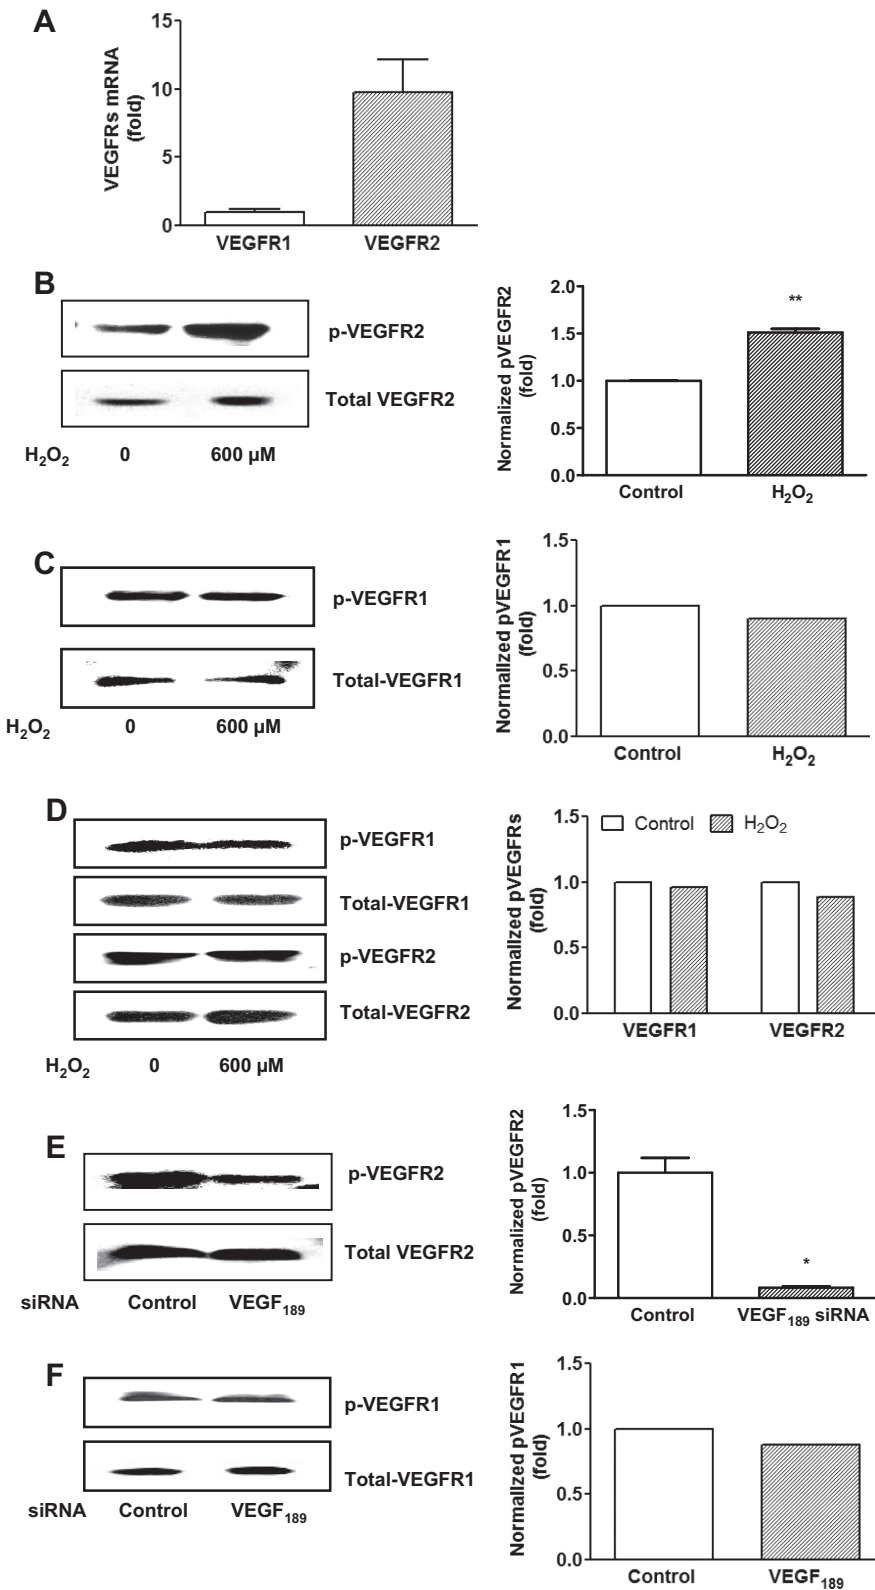 A
VEGFRs mRNA
(fold)
15
10
5
0
VEGFR1 VEGFR2
B
p-VEGFR2
Total VEGFR2
H₂O₂ 0 600 µM
Normalized pVEGFR2
(fold)
2.0
1.5
1.0
0.5
0.0
**
Control H₂O₂
C
p-VEGFR1
Total-VEGFR1
H₂O₂ 0 600 µM
Normalized pVEGFR1
(fold)
1.5
1.0
0.5
0.0
Control H₂O₂
D
p-VEGFR1
Total-VEGFR1
p-VEGFR2
Total-VEGFR2
H₂O₂ 0 600 µM
Normalized pVEGFRs
(fold)
1.5
1.0
0.5
0.0
Control H₂O₂
VEGFR1 VEGFR2
E
p-VEGFR2
Total VEGFR2
siRNA Control VEGF₁₈₉
Normalized pVEGFR2
(fold)
1.5
1.0
0.5
0.0
*
Control VEGF₁₈₉ siRNA
F
p-VEGFR1
Total-VEGFR1
siRNA Control VEGF₁₈₉
Normalized pVEGFR1
(fold)
1.5
1.0
0.5
0.0
Control VEGF₁₈₉